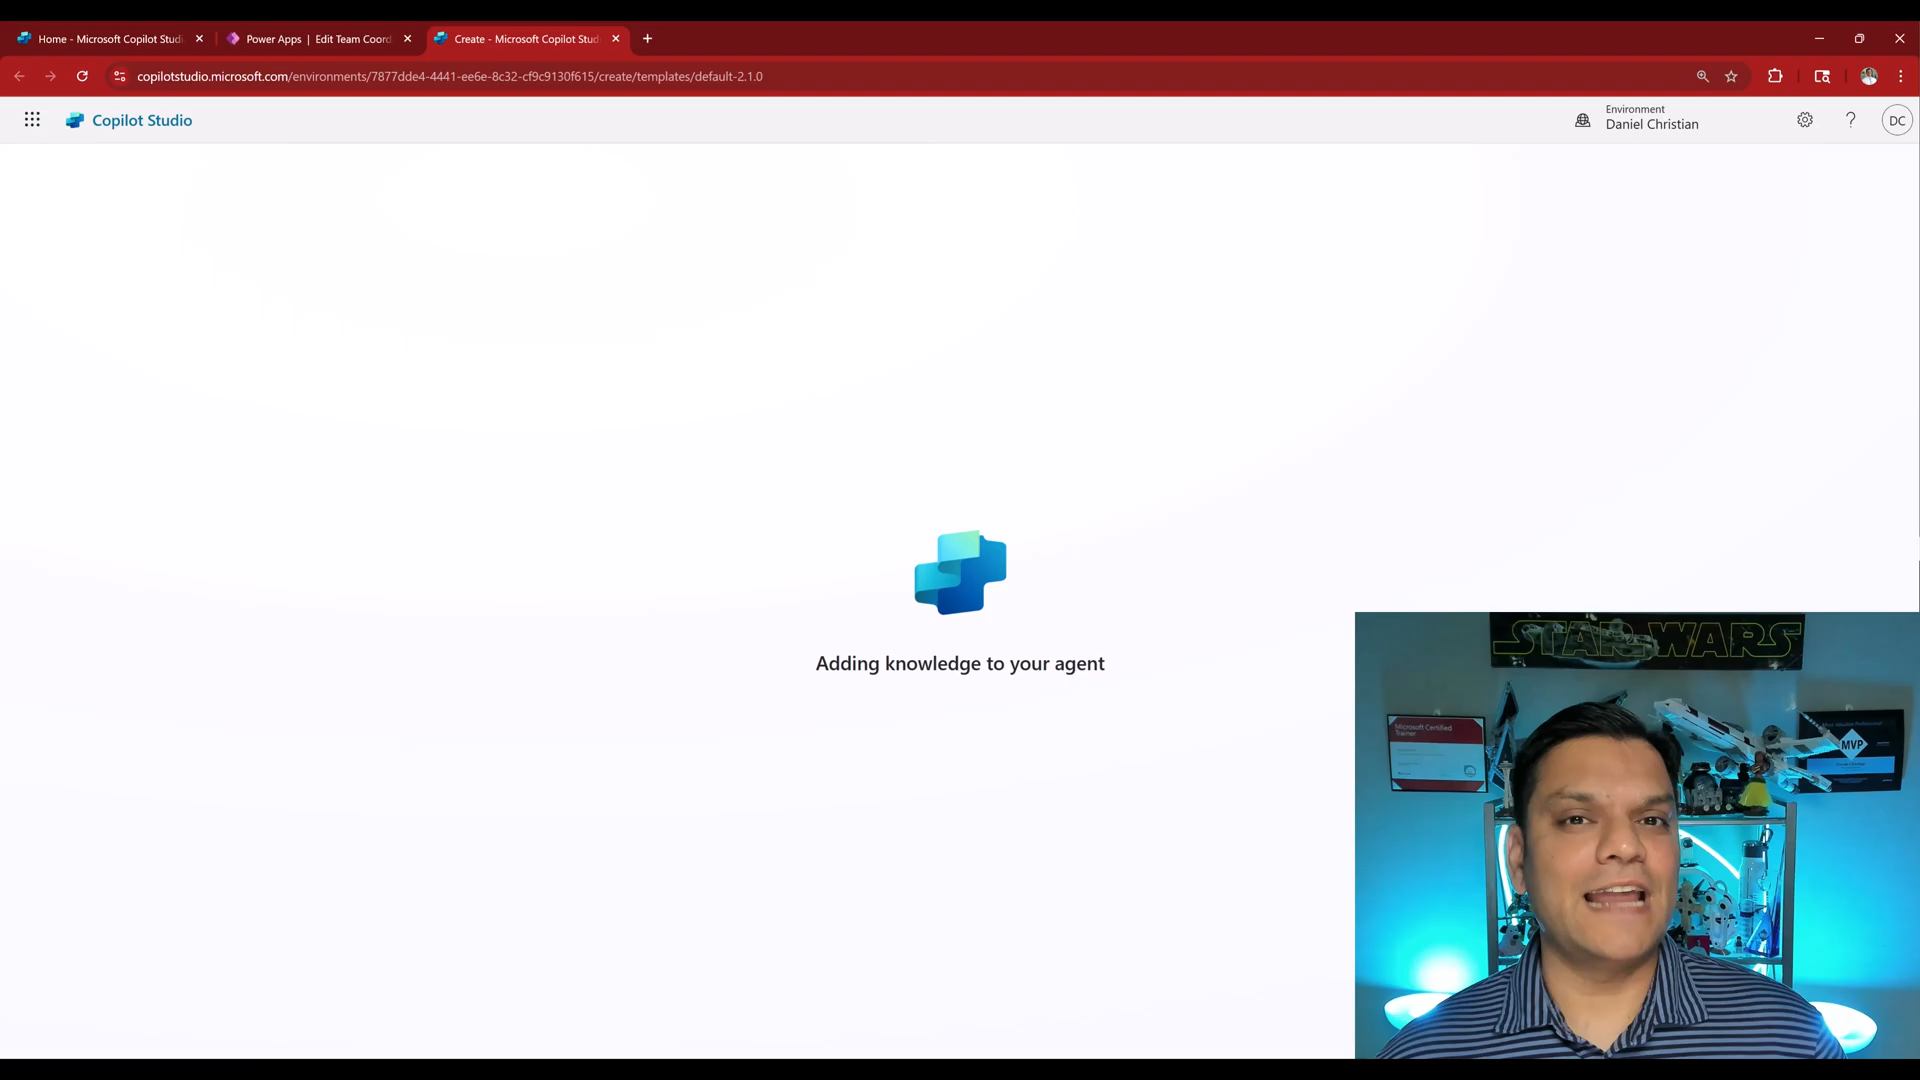 Home - Microsoft Copilot Studi
Power Apps | Edit Team Coord
Create - Microsoft Copilot Stud
copilotstudio.microsoft.com/environments/7877dde4-4441-ee6e-8c32-cf9c9130f615/create/templates/default-2.1.0
Copilot Studio
Environment
Daniel Christian
DC
Adding knowledge to your agent
STAR WARS
Microsoft Certified
Trainer
MVP